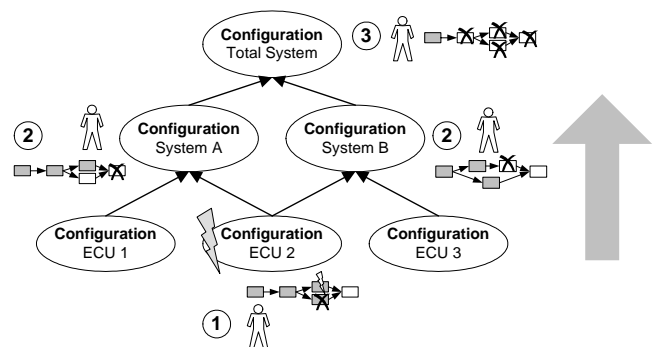 Configuration
Total System
3
2
Configuration
System A
Configuration
System B
2
Configuration
ECU 1
Configuration
ECU 2
Configuration
ECU 3
1